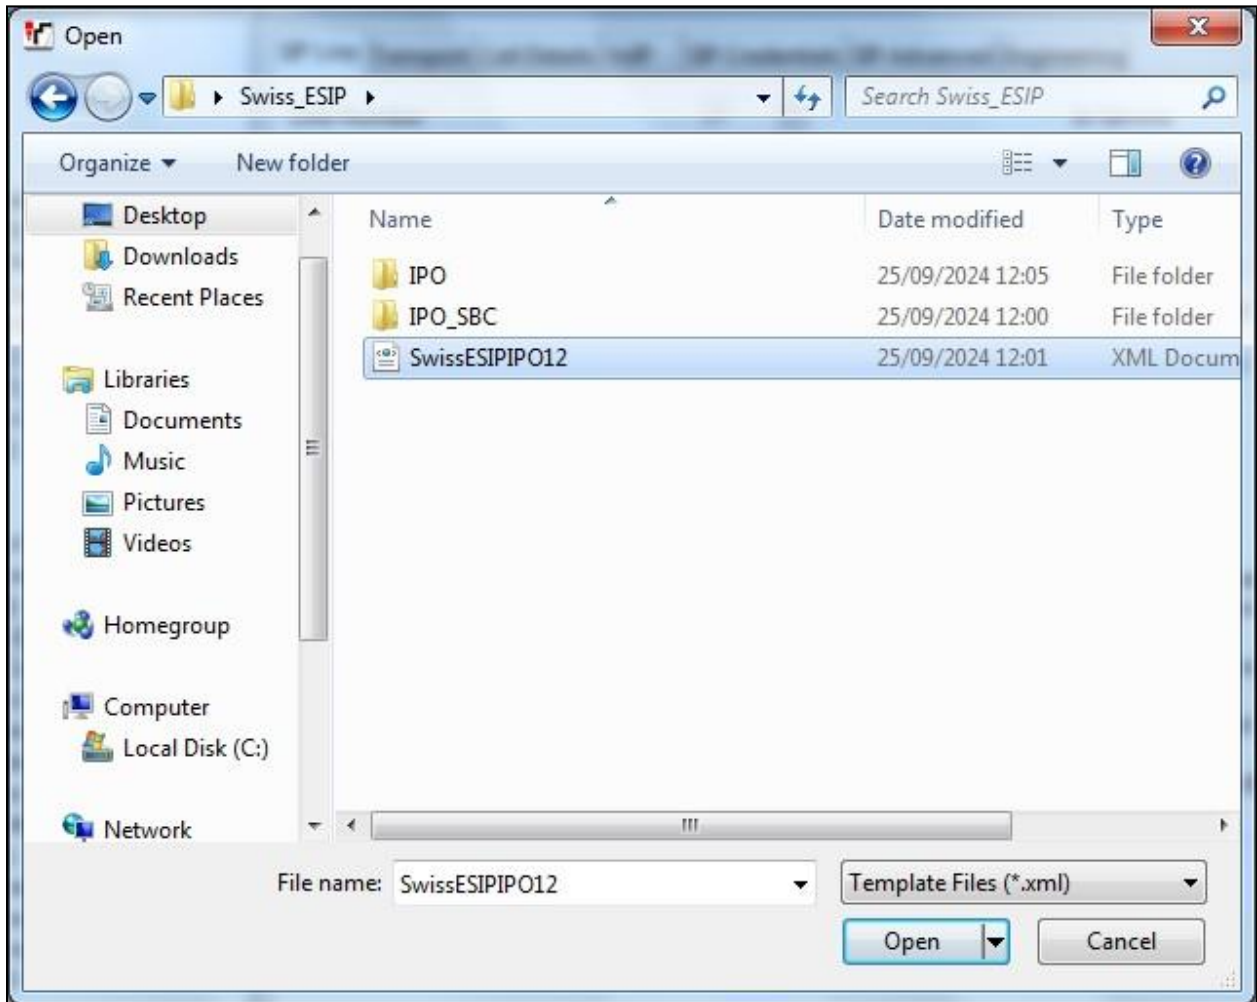 Open
Swiss_ESIP
Search Swiss_ESIP
Organize
New folder
Desktop
Downloads
Recent Places
Libraries
Documents
Music
Pictures
Videos
Homegroup
Computer
Local Disk (C:)
Network
Name Date modified Type
IPO 25/09/2024 12:05 File folder
IPO_SBC 25/09/2024 12:00 File folder
SwissESIPIPO12 25/09/2024 12:01 XML Docum
File name: SwissESIPIPO12 Template Files (*.xml)
Open Cancel